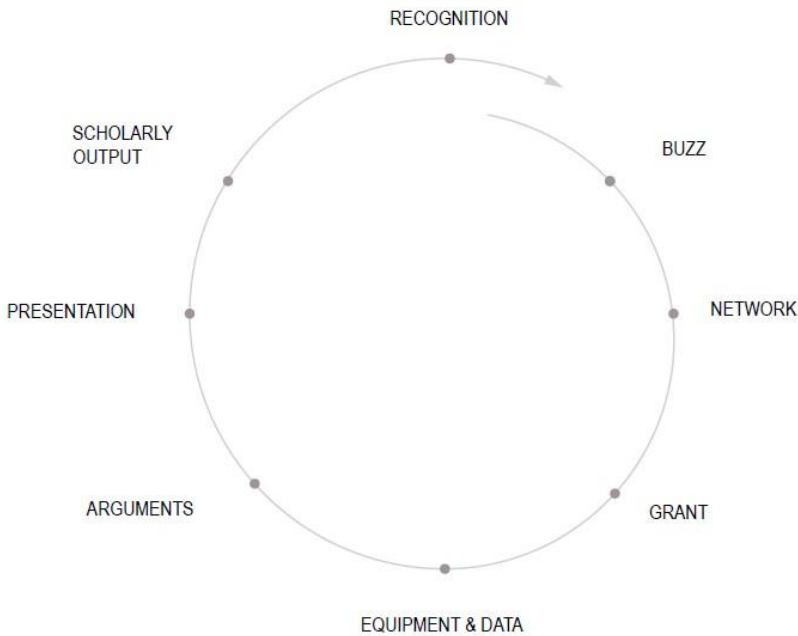 RECOGNITION
SCHOLARLY
OUTPUT
BUZZ
PRESENTATION
NETWORK
ARGUMENTS
GRANT
EQUIPMENT & DATA